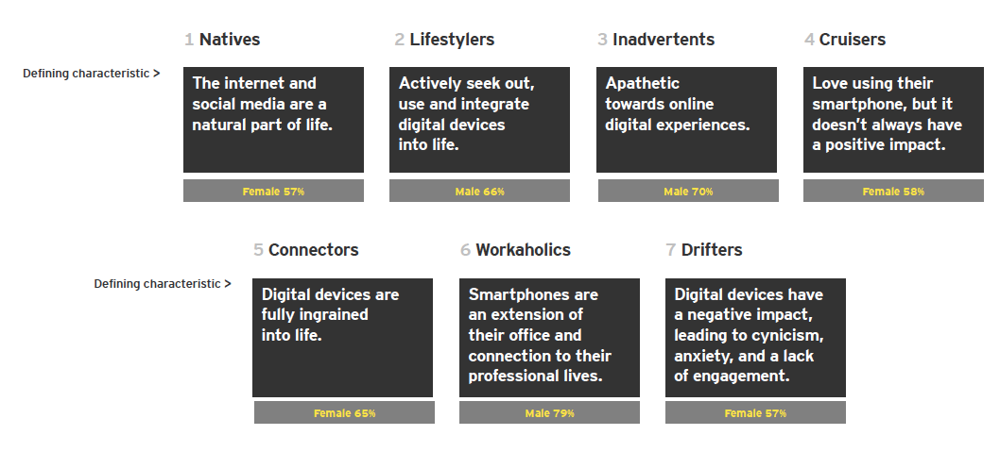 1 Natives
2 Lifestylers
3 Inadvertents
4 Cruisers
Defining characteristic >
The internet and
social media are a
natural part of life.
Actively seek out,
use and integrate
digital devices
into life.
Apathetic
towards online
digital experiences.
Love using their
smartphone, but it
doesn't always have
a positive impact.
Female 57%
Male 66%
Male 70%
Female 58%
5 Connectors
6 Workaholics
7 Drifters
Defining characteristic >
Digital devices are
fully ingrained
into life.
Smartphones are
an extension of
their office and
connection to their
professional lives.
Digital devices have
a negative impact,
leading to cynicism,
anxiety, and a lack
of engagement.
Female 65%
Male 79%
Female 57%